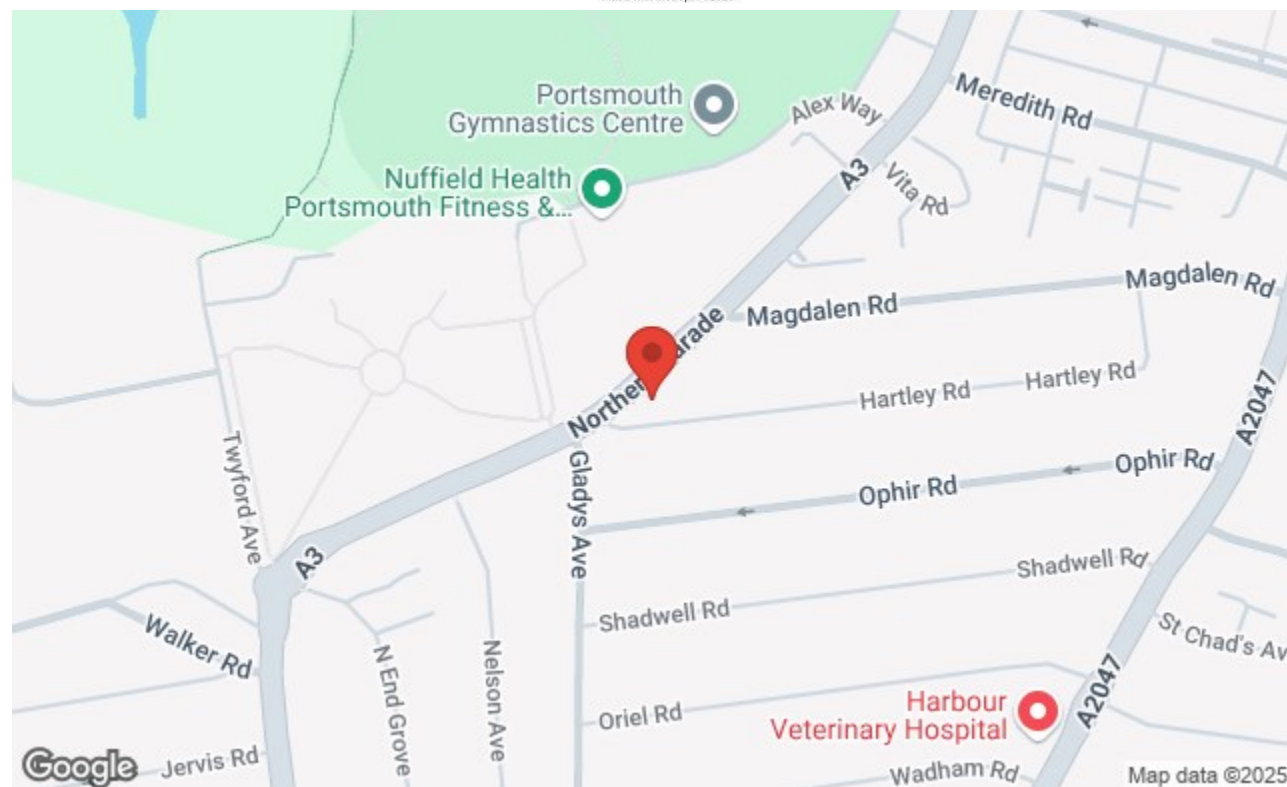 Portsmouth
Gymnastics Centre
Alex Way
Meredith Rd
Nuffield Health
Portsmouth Fitness &...
A3
Vita Rd
Magdalen Rd
Magdalen Rd
Hartley Rd
Hartley Rd
A2047
Ophir Rd
Ophir Rd
Twyford Ave
Gladys Ave
A3
Shadwell Rd
Shadwell Rd
St Chad's Av
Walker Rd
N End Grove
Nelson Ave
Oriel Rd
Harbour
Veterinary Hospital
A2047
Jervis Rd
Wadham Rd
Google
Map data ©2025